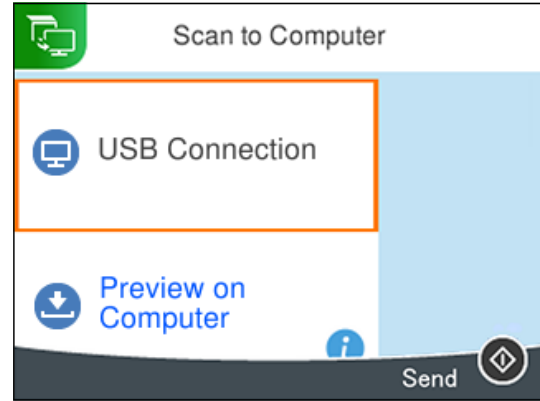 Scan to Computer
USB Connection
Preview on
Computer
i
Send